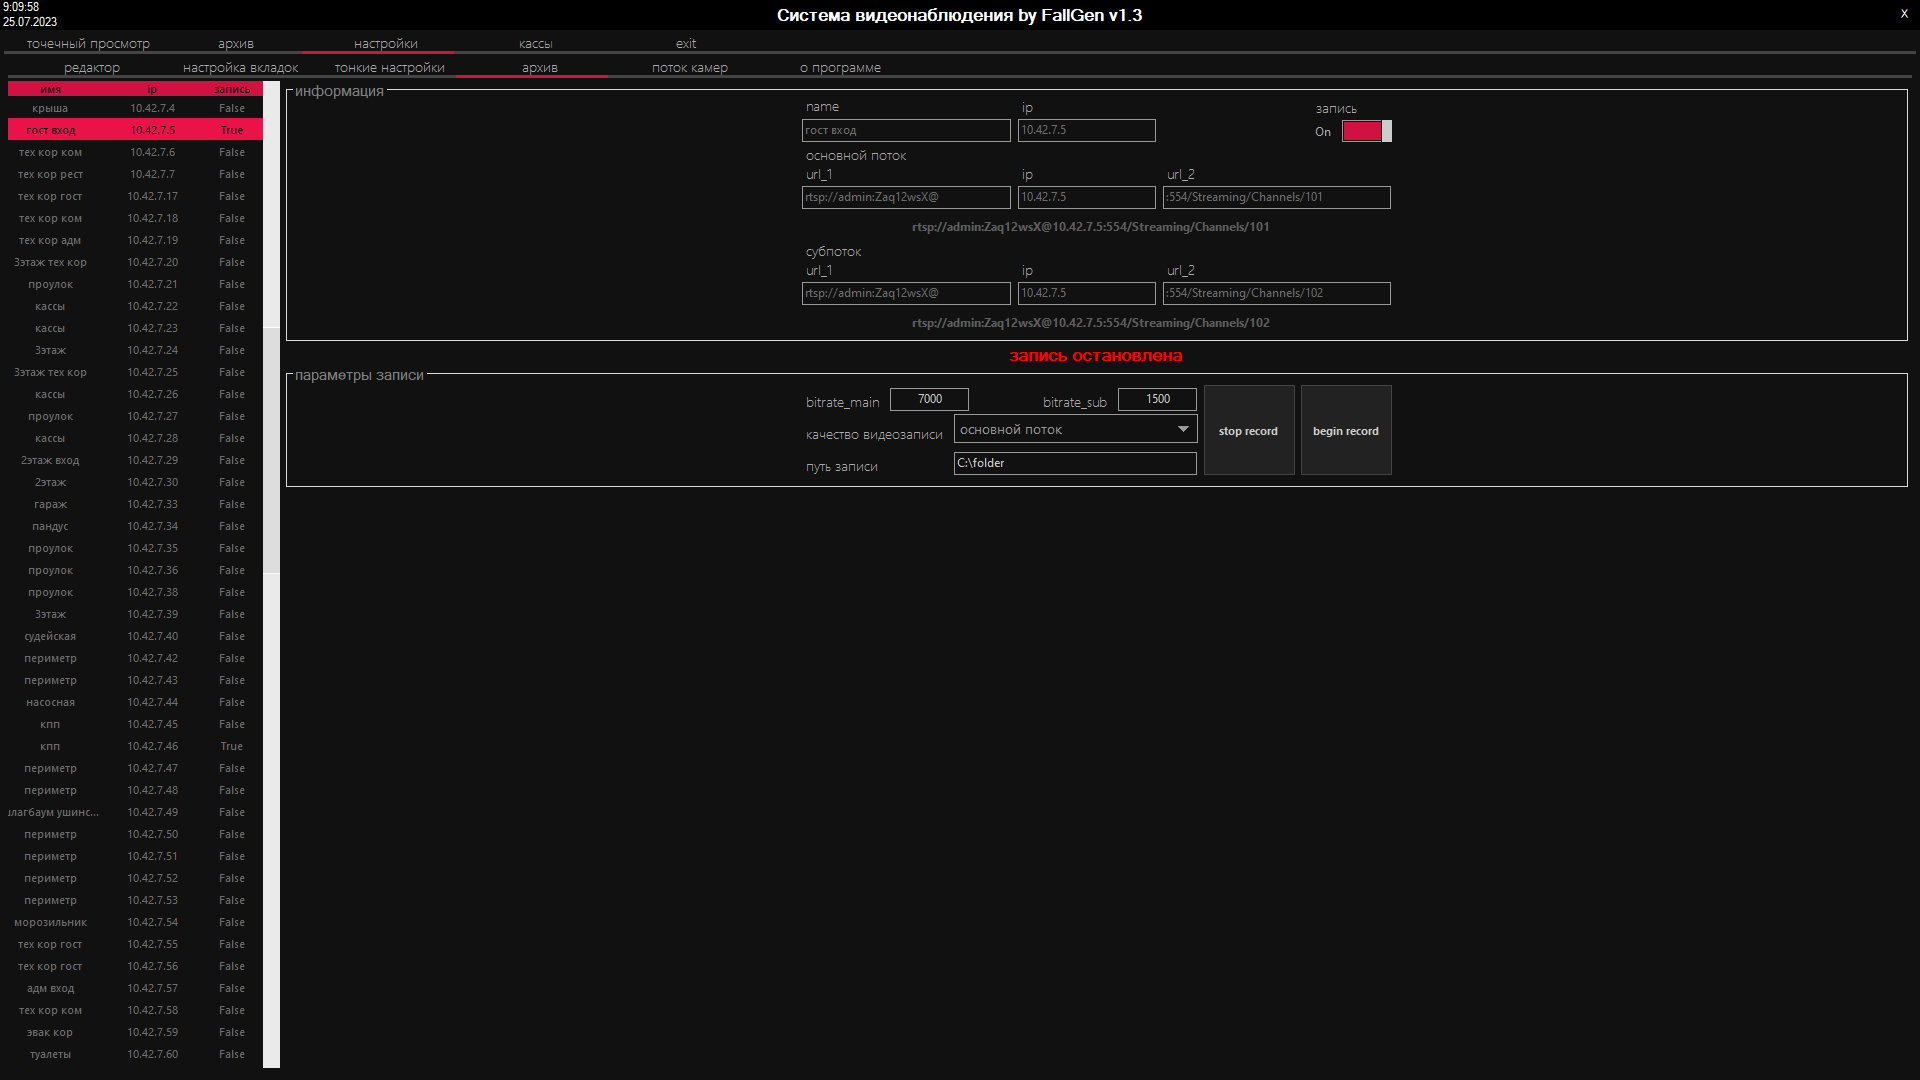 9:09:58
25.07.2023
Система видеонаблюдения by FallGen v1.3
X
точечный просмотр архив настройки кассы exit
редактор настройка вкладок тонкие настройки архив поток камер о программе
имя ip запись
крыша 10.42.7.4 False
гост вход 10.42.7.5 True
тех кор ком 10.42.7.6 False
тех кор рест 10.42.7.7 False
тех кор гост 10.42.7.17 False
тех кор ком 10.42.7.18 False
тех кор адм 10.42.7.19 False
3этаж тех кор 10.42.7.20 False
проулок 10.42.7.21 False
кассы 10.42.7.22 False
кассы 10.42.7.23 False
3этаж 10.42.7.24 False
3этаж тех кор 10.42.7.25 False
кассы 10.42.7.26 False
проулок 10.42.7.27 False
кассы 10.42.7.28 False
2этаж вход 10.42.7.29 False
2этаж 10.42.7.30 False
гараж 10.42.7.33 False
пандус 10.42.7.34 False
проулок 10.42.7.35 False
проулок 10.42.7.36 False
проулок 10.42.7.38 False
3этаж 10.42.7.39 False
судейская 10.42.7.40 False
периметр 10.42.7.42 False
периметр 10.42.7.43 False
насосная 10.42.7.44 False
кпп 10.42.7.45 False
кпп 10.42.7.46 True
периметр 10.42.7.47 False
периметр 10.42.7.48 False
лагбаум ушинс... 10.42.7.49 False
периметр 10.42.7.50 False
периметр 10.42.7.51 False
периметр 10.42.7.52 False
периметр 10.42.7.53 False
морозильник 10.42.7.54 False
тех кор гост 10.42.7.55 False
тех кор гост 10.42.7.56 False
адм вход 10.42.7.57 False
тех кор ком 10.42.7.58 False
эвак кор 10.42.7.59 False
туалеты 10.42.7.60 False
информация
name ip запись
гост вход 10.42.7.5 On
основной поток
url_1 ip url_2
rtsp://admin:Zaq12wsX@ 10.42.7.5 :554/Streaming/Channels/101
rtsp://admin:Zaq12wsX@10.42.7.5:554/Streaming/Channels/101
субпоток
url_1 ip url_2
rtsp://admin:Zaq12wsX@ 10.42.7.5 :554/Streaming/Channels/102
rtsp://admin:Zaq12wsX@10.42.7.5:554/Streaming/Channels/102
запись остановлена
параметры записи
bitrate_main 7000 bitrate_sub 1500
качество видеозаписи основной поток
путь записи C:\folder
stop record begin record